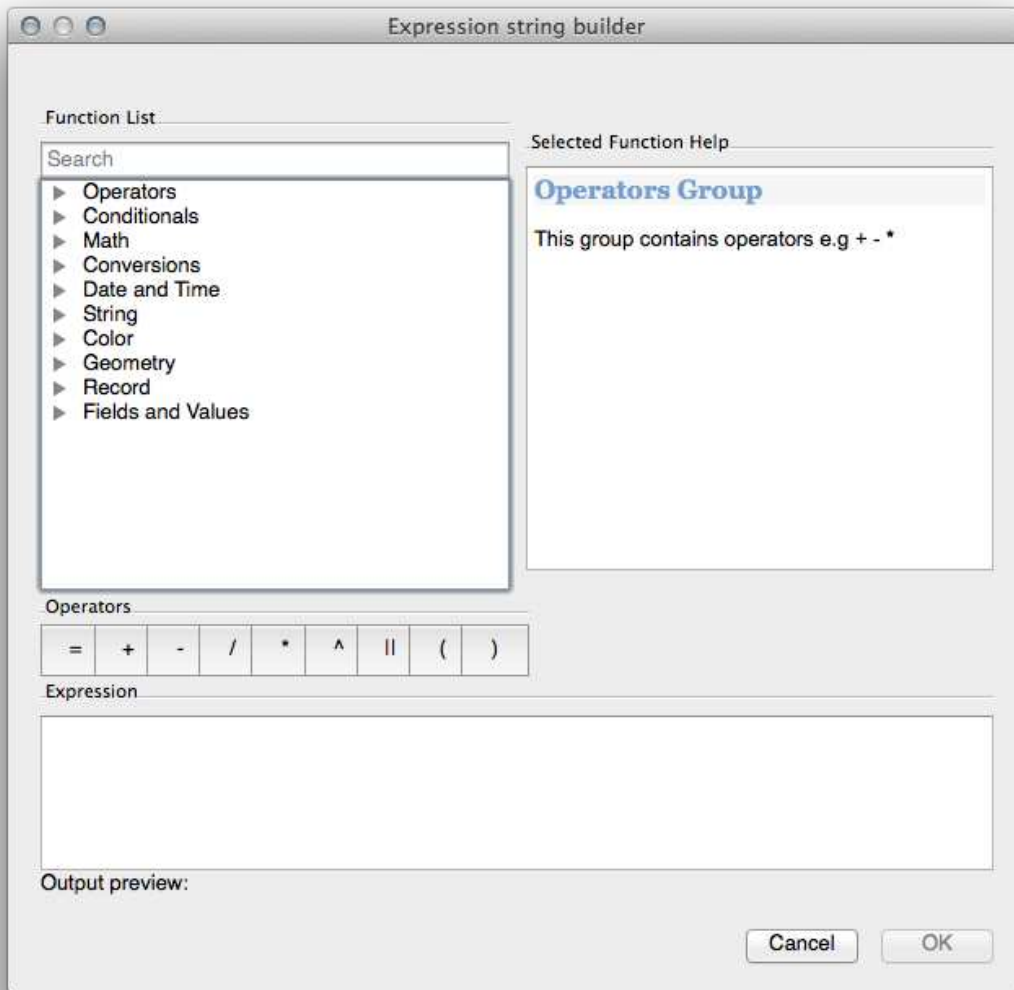 Expression string builder
Function List
Search
Operators
Conditionals
Math
Conversions
Date and Time
String
Color
Geometry
Record
Fields and Values
Selected Function Help
Operators Group
This group contains operators e.g + - *
Operators
= + - / * ^ || ( )
Expression
Output preview:
Cancel OK